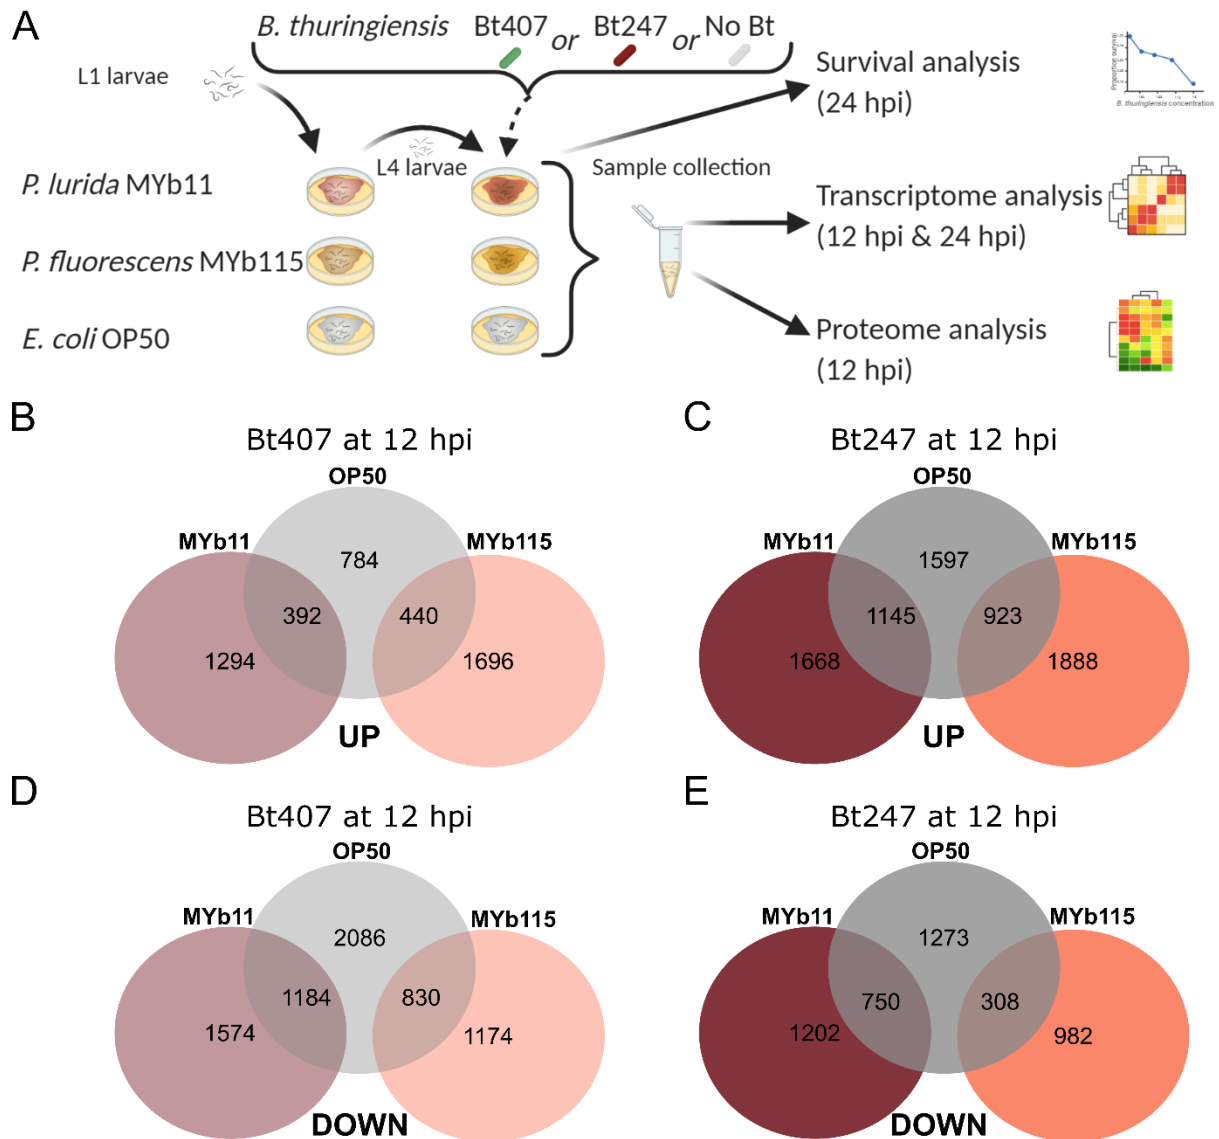 A
B. thuringiensis Bt407 or Bt247 or No Bt
L1 larvae
L4 larvae
P. lurida MYb11
P. fluorescens MYb115
E. coli OP50
Sample collection
Survival analysis
(24 hpi)
Proportion survival
B. thuringiensis concentration
Transcriptome analysis
(12 hpi & 24 hpi)
Proteome analysis
(12 hpi)
B
Bt407 at 12 hpi
OP50
MYb11
MYb115
784
392
440
1294
1696
UP
C
Bt247 at 12 hpi
OP50
MYb11
MYb115
1597
1145
923
1668
1888
UP
D
Bt407 at 12 hpi
OP50
MYb11
MYb115
2086
1184
830
1574
1174
DOWN
E
Bt247 at 12 hpi
OP50
MYb11
MYb115
1273
750
308
1202
982
DOWN